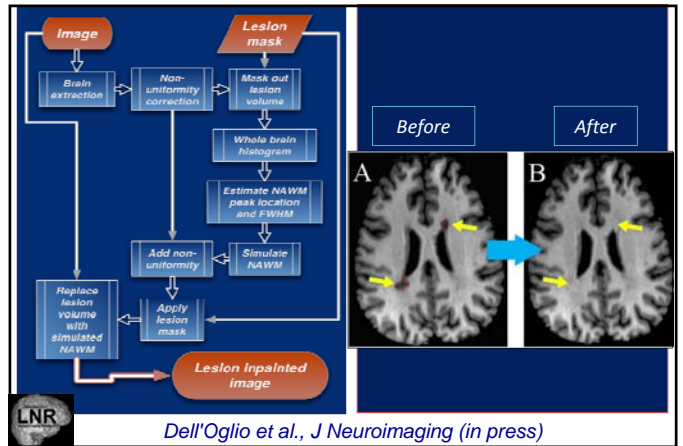 Image
Lesion
mask
Brain
extraction
Non-
uniformity
correction
Mask out
lesion
volume
Whole brain
histogram
Estimate NAWM
peak location
and FWHM
Add non-
uniformity
Simulate
NAWM
Replace
lesion
volume
with
simulated
NAWM
Apply
lesion
mask
Lesion Inpainted
image
Before
After
A
B
LNR
Dell'Oglio et al., J Neuroimaging (in press)